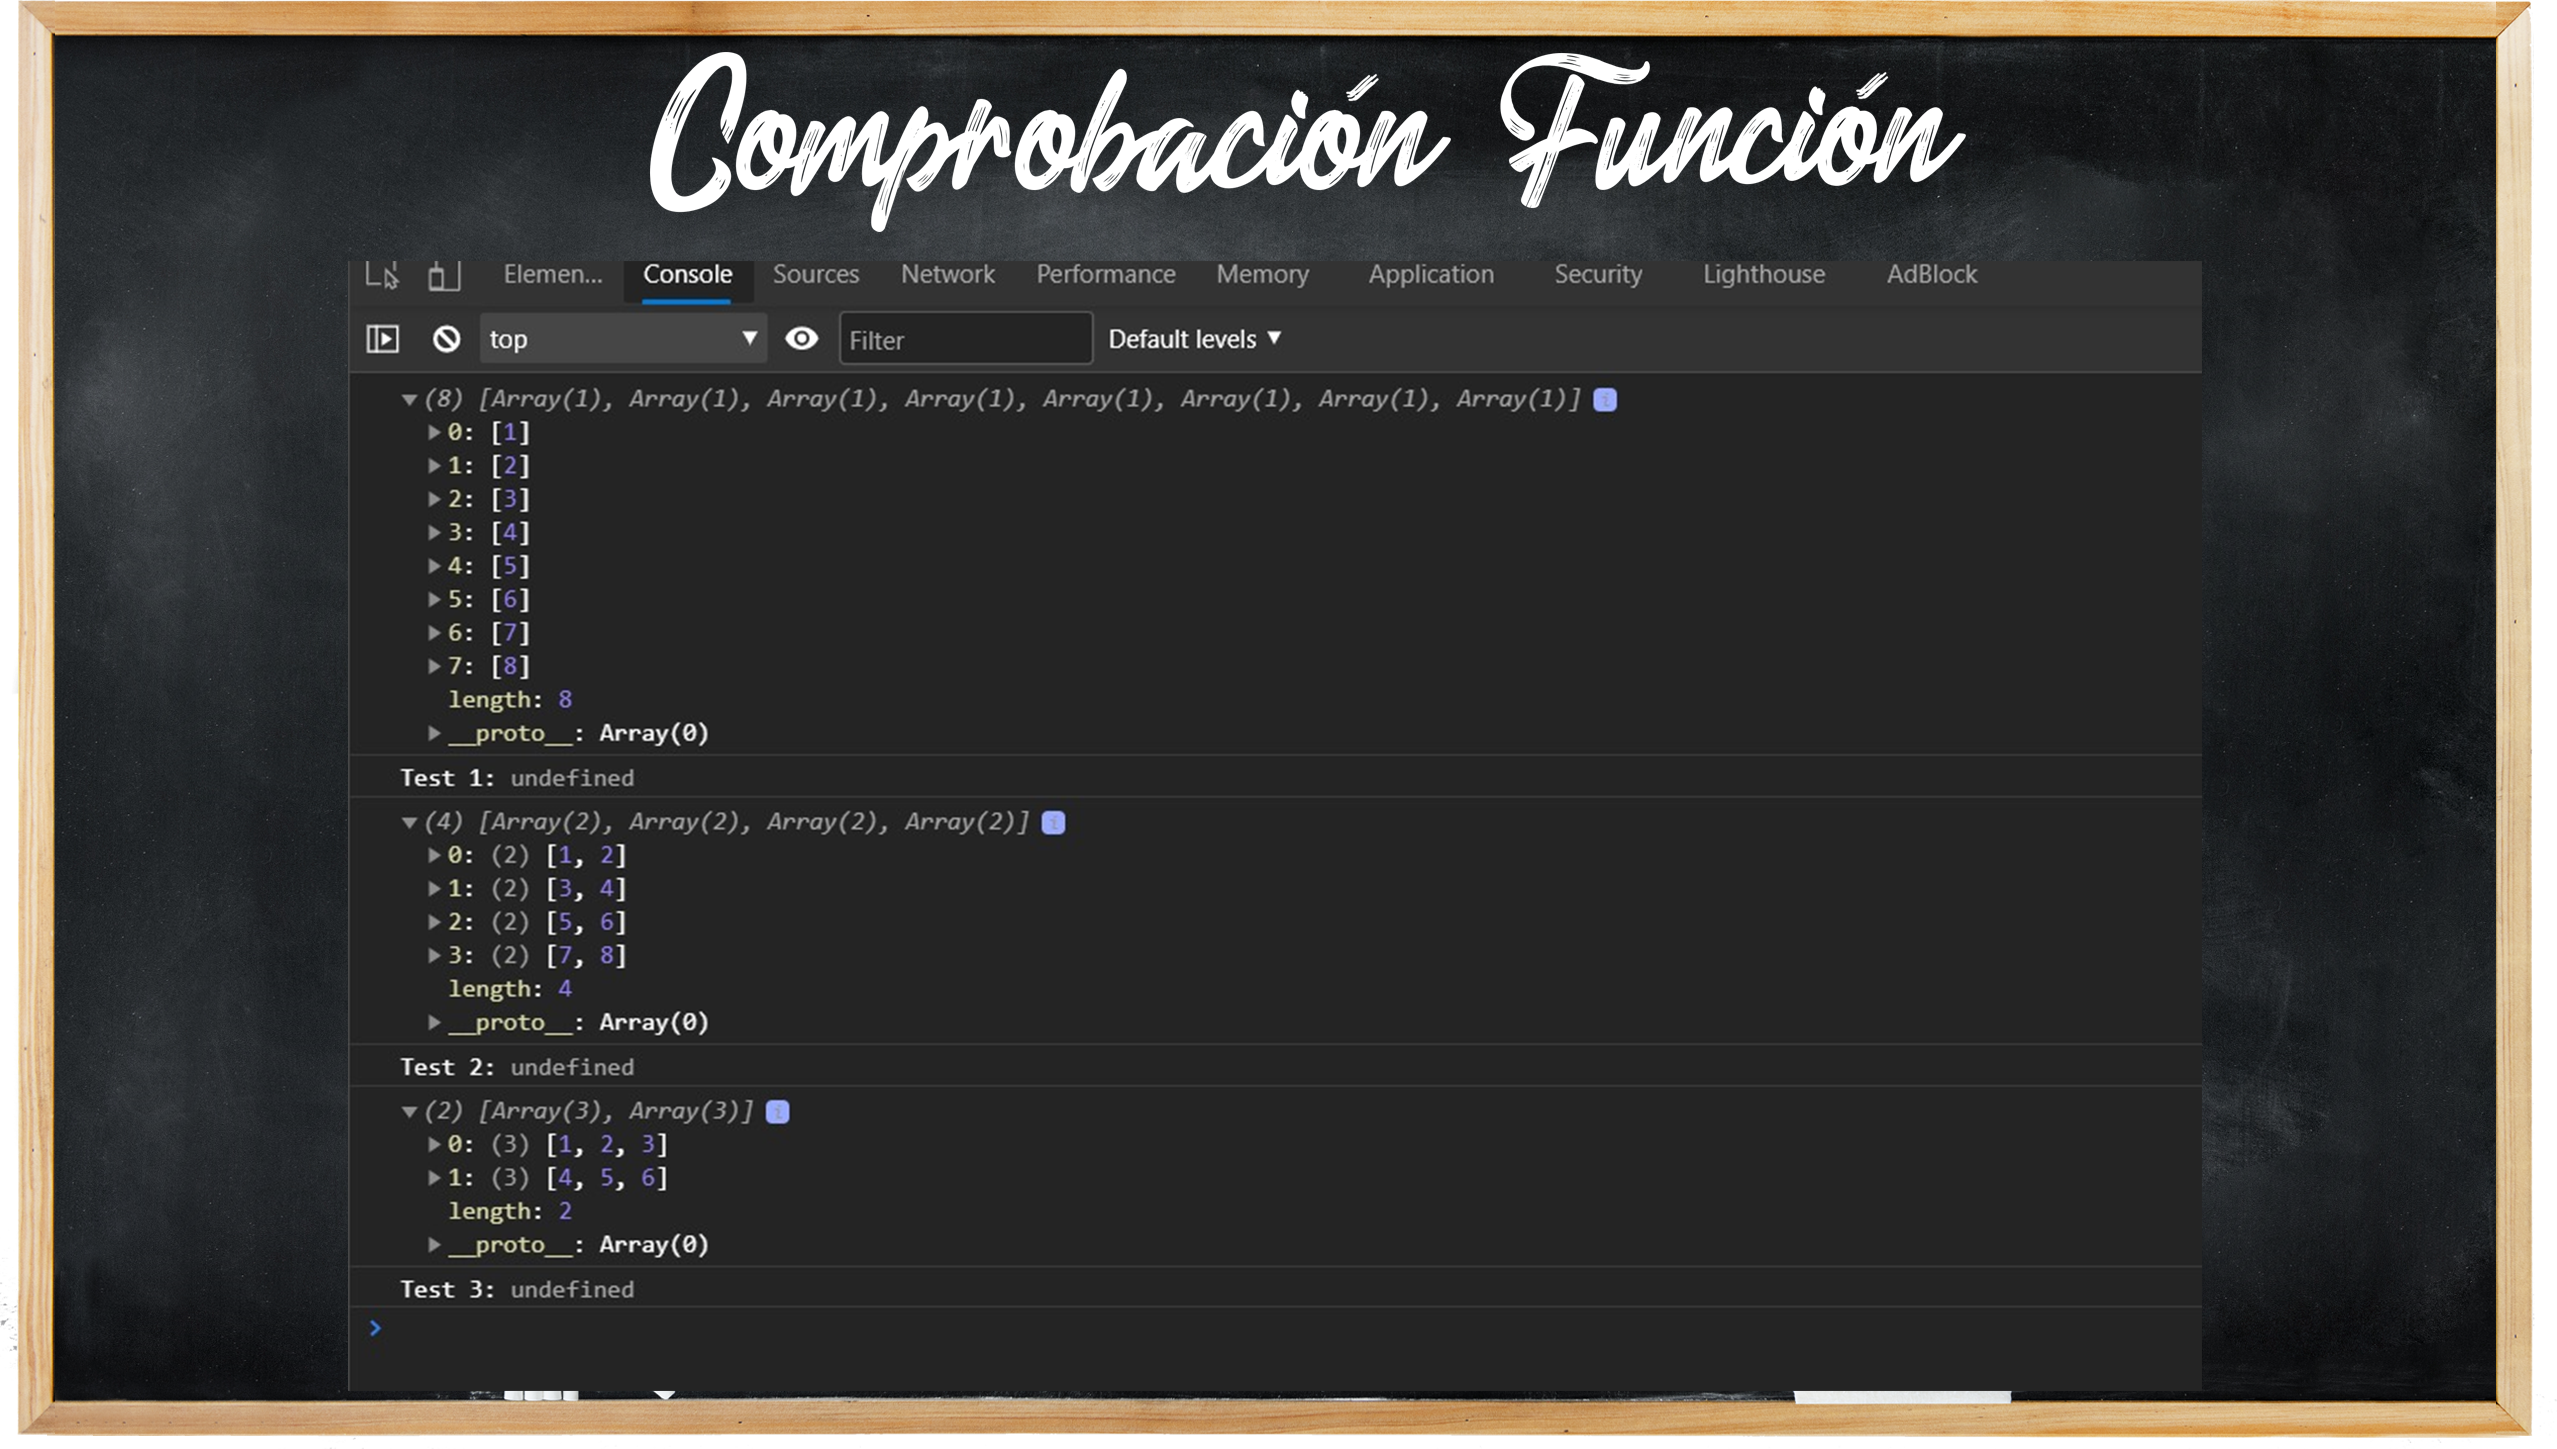 Comprobación Función
Elemen... Console Sources Network Performance Memory Application Security Lighthouse AdBlock
top Filter Default levels
(8) [Array(1), Array(1), Array(1), Array(1), Array(1), Array(1), Array(1), Array(1)] i
0: [1]
1: [2]
2: [3]
3: [4]
4: [5]
5: [6]
6: [7]
7: [8]
length: 8
__proto__: Array(0)
Test 1: undefined
(4) [Array(2), Array(2), Array(2), Array(2)] i
0: (2) [1, 2]
1: (2) [3, 4]
2: (2) [5, 6]
3: (2) [7, 8]
length: 4
__proto__: Array(0)
Test 2: undefined
(2) [Array(3), Array(3)] i
0: (3) [1, 2, 3]
1: (3) [4, 5, 6]
length: 2
__proto__: Array(0)
Test 3: undefined
>